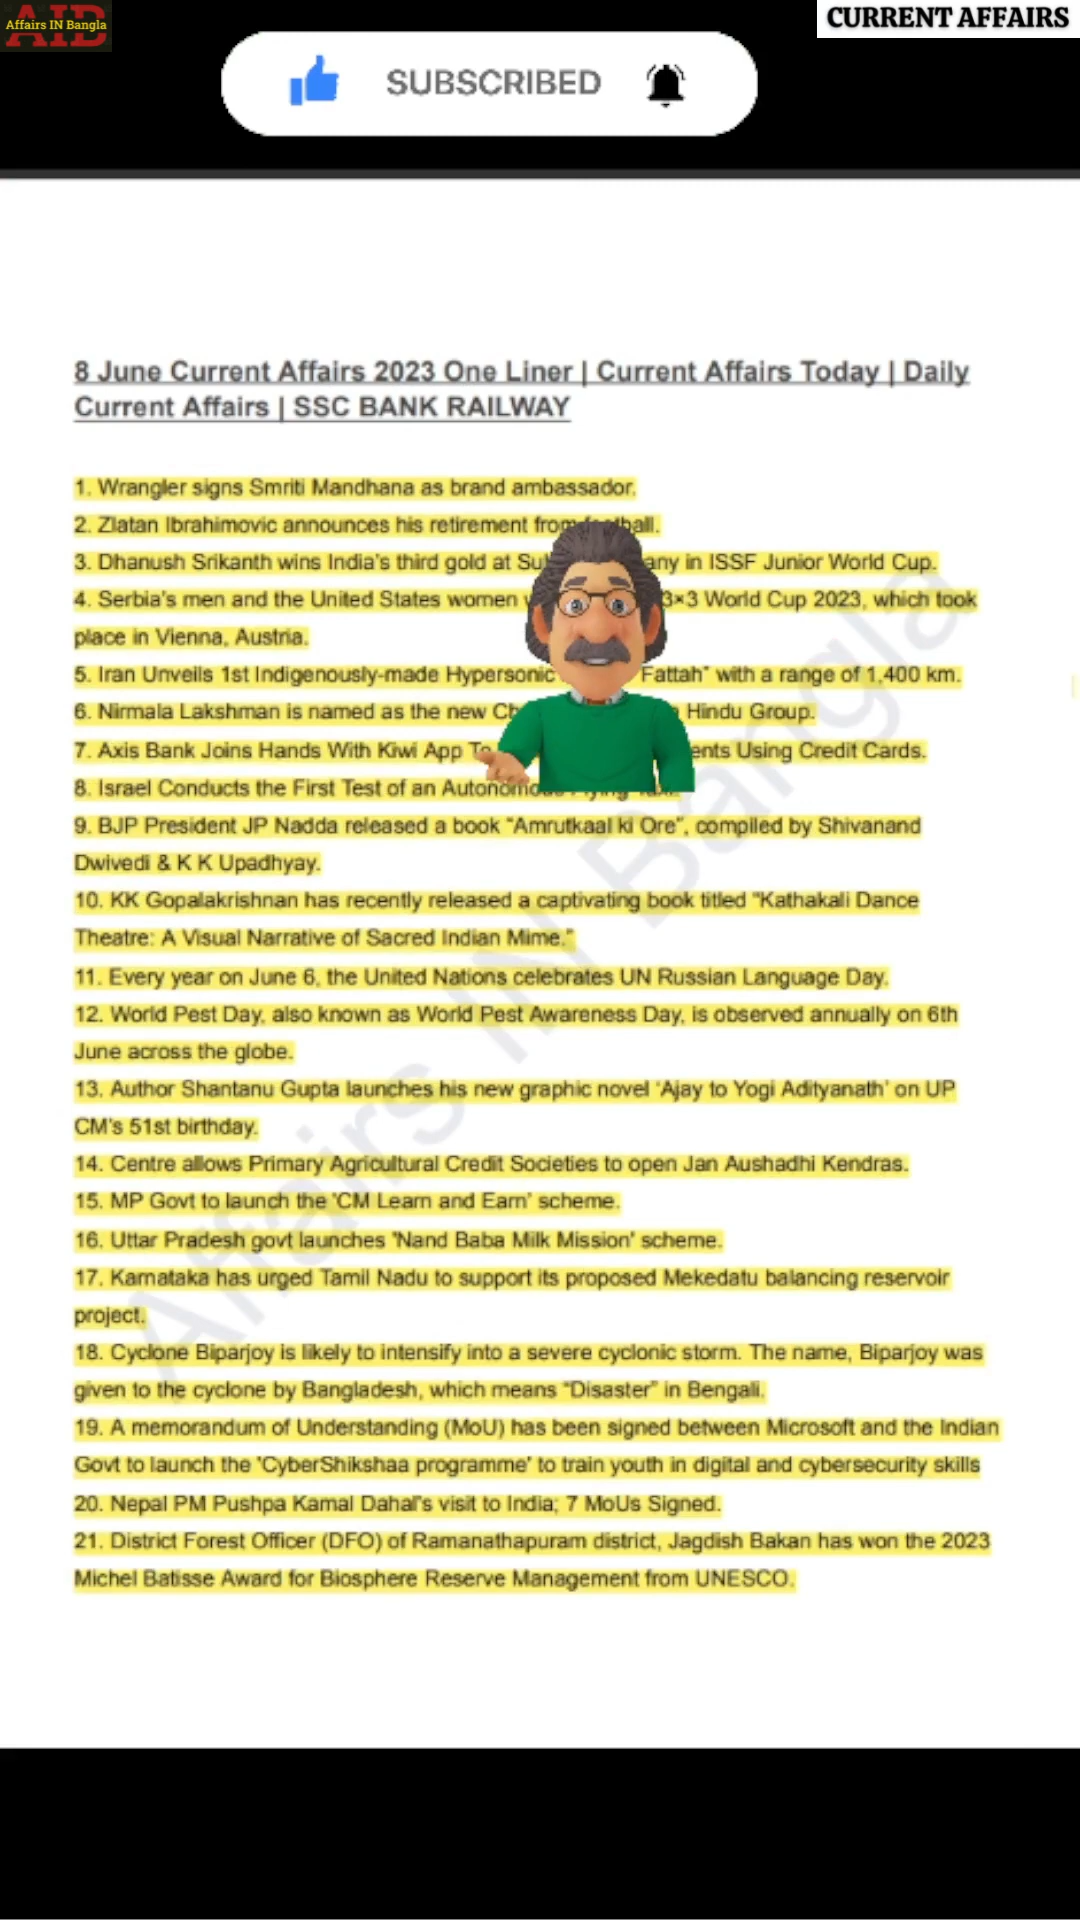 AID
Affairs IN Bangla
CURRENT AFFAIRS
SUBSCRIBED
8 June Current Affairs 2023 One Liner | Current Affairs Today | Daily
Current Affairs | SSC BANK RAILWAY
1. Wrangler signs Smriti Mandhana as brand ambassador.
2. Zlatan Ibrahimovic announces his retirement from football.
3. Dhanush Srikanth wins India's third gold at in ISSF Junior World Cup.
4. Serbia's men and the United States women 3×3 World Cup 2023, which took
place in Vienna, Austria.
5. Iran Unveils 1st Indigenously-made Hypersonic Fattah" with a range of 1,400 km.
6. Nirmala Lakshman is named as the new Hindu Group.
7. Axis Bank Joins Hands With Kiwi App Using Credit Cards.
8. Israel Conducts the First Test of an Autonomous Flying Taxi.
9. BJP President JP Nadda released a book "Amrutkaal ki Ore", compiled by Shivanand
Dwivedi & K K Upadhyay.
10. KK Gopalakrishnan has recently released a captivating book titled "Kathakali Dance
Theatre: A Visual Narrative of Sacred Indian Mime."
11. Every year on June 6, the United Nations celebrates UN Russian Language Day.
12. World Pest Day, also known as World Pest Awareness Day, is observed annually on 6th
June across the globe.
13. Author Shantanu Gupta launches his new graphic novel 'Ajay to Yogi Adityanath' on UP
CM's 51st birthday.
14. Centre allows Primary Agricultural Credit Societies to open Jan Aushadhi Kendras.
15. MP Govt to launch the 'CM Learn and Earn' scheme.
16. Uttar Pradesh govt launches 'Nand Baba Milk Mission' scheme.
17. Karnataka has urged Tamil Nadu to support its proposed Mekedatu balancing reservoir
project.
18. Cyclone Biparjoy is likely to intensify into a severe cyclonic storm. The name, Biparjoy was
given to the cyclone by Bangladesh, which means "Disaster" in Bengali.
19. A memorandum of Understanding (MoU) has been signed between Microsoft and the Indian
Govt to launch the 'CyberShikshaa programme' to train youth in digital and cybersecurity skills
20. Nepal PM Pushpa Kamal Dahal's visit to India; 7 MoUs Signed.
21. District Forest Officer (DFO) of Ramanathapuram district, Jagdish Bakan has won the 2023
Michel Batisse Award for Biosphere Reserve Management from UNESCO.
Affairs IN Bangla